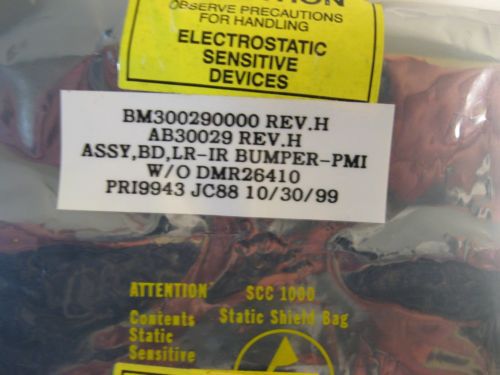 OBSERVE PRECAUTIONS
FOR HANDLING
ELECTROSTATIC
SENSITIVE
DEVICES
BM300290000 REV.H
AB30029 REV.H
ASSY,BD,LR-IR BUMPER-PMI
W/O DMR26410
PRI9943 JC88 10/30/99
ATTENTION SCC 1000
Contents Static Shield Bag
Static
Sensitive